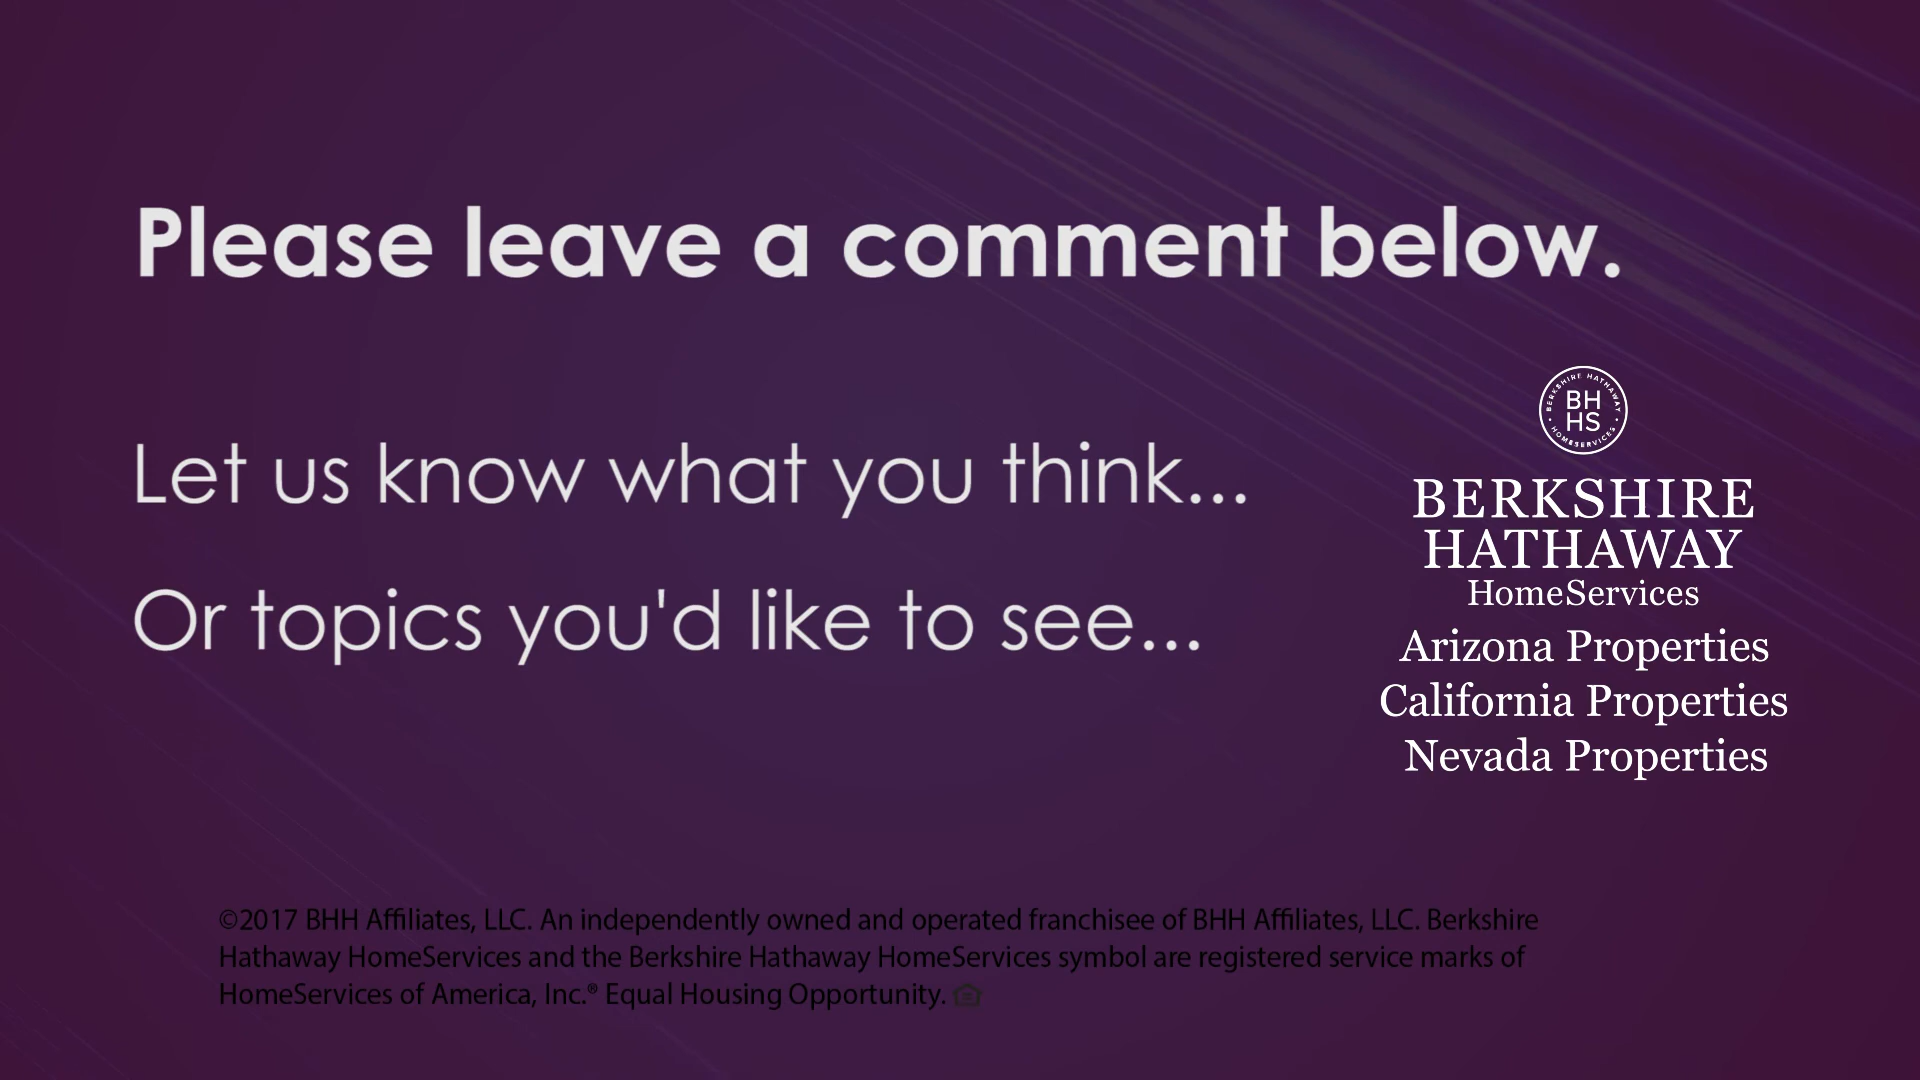 Please leave a comment below.
Let us know what you think...
Or topics you'd like to see...
BERKSHIRE HATHAWAY
BH
HS
HOMESERVICES
BERKSHIRE
HATHAWAY
HomeServices
Arizona Properties
California Properties
Nevada Properties
©2017 BHH Affiliates, LLC. An independently owned and operated franchisee of BHH Affiliates, LLC. Berkshire
Hathaway HomeServices and the Berkshire Hathaway HomeServices symbol are registered service marks of
HomeServices of America, Inc.® Equal Housing Opportunity.